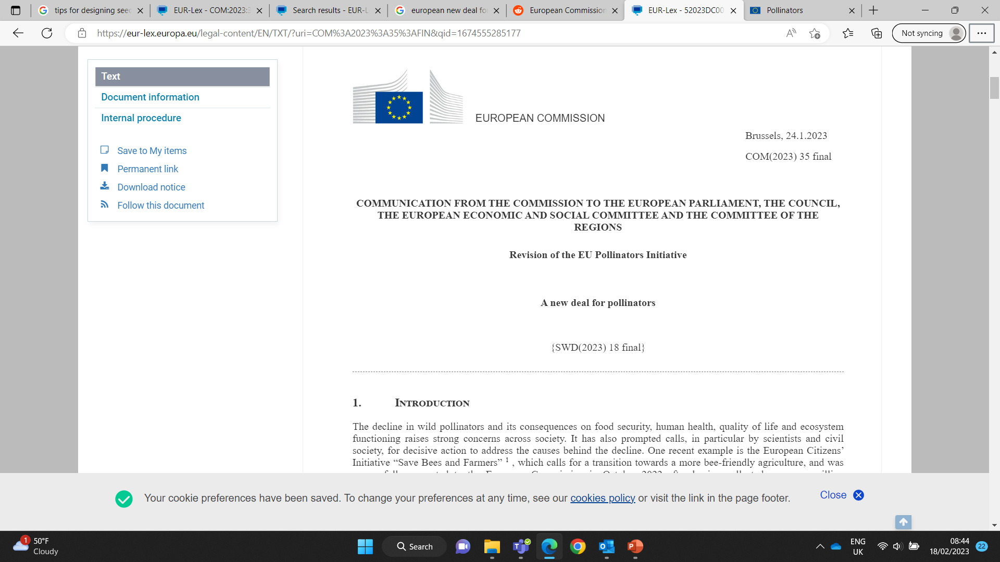 tips for designing seed
EUR-Lex - COM:2023:3
Search results - EUR-L
european new deal fo
European Commission
EUR-Lex - 52023DC00
Pollinators
https://eur-lex.europa.eu/legal-content/EN/TXT/?uri=COM%3A2023%3A35%3AFIN&qid=1674555285177
Not syncing
Text
Document information
Internal procedure
Save to My items
Permanent link
Download notice
Follow this document
EUROPEAN COMMISSION
Brussels, 24.1.2023
COM(2023) 35 final
COMMUNICATION FROM THE COMMISSION TO THE EUROPEAN PARLIAMENT, THE COUNCIL,
THE EUROPEAN ECONOMIC AND SOCIAL COMMITTEE AND THE COMMITTEE OF THE
REGIONS
Revision of the EU Pollinators Initiative
A new deal for pollinators
{SWD(2023) 18 final}
1. INTRODUCTION
The decline in wild pollinators and its consequences on food security, human health, quality of life and ecosystem
functioning raises strong concerns across society. It has also prompted calls, in particular by scientists and civil
society, for decisive action to address the causes behind the decline. One recent example is the European Citizens’
Initiative “Save Bees and Farmers” 1 , which calls for a transition towards a more bee-friendly agriculture, and was
Your cookie preferences have been saved. To change your preferences at any time, see our cookies policy or visit the link in the page footer.
Close
1
50°F
Cloudy
Search
ENG
UK
08:44
18/02/2023
22